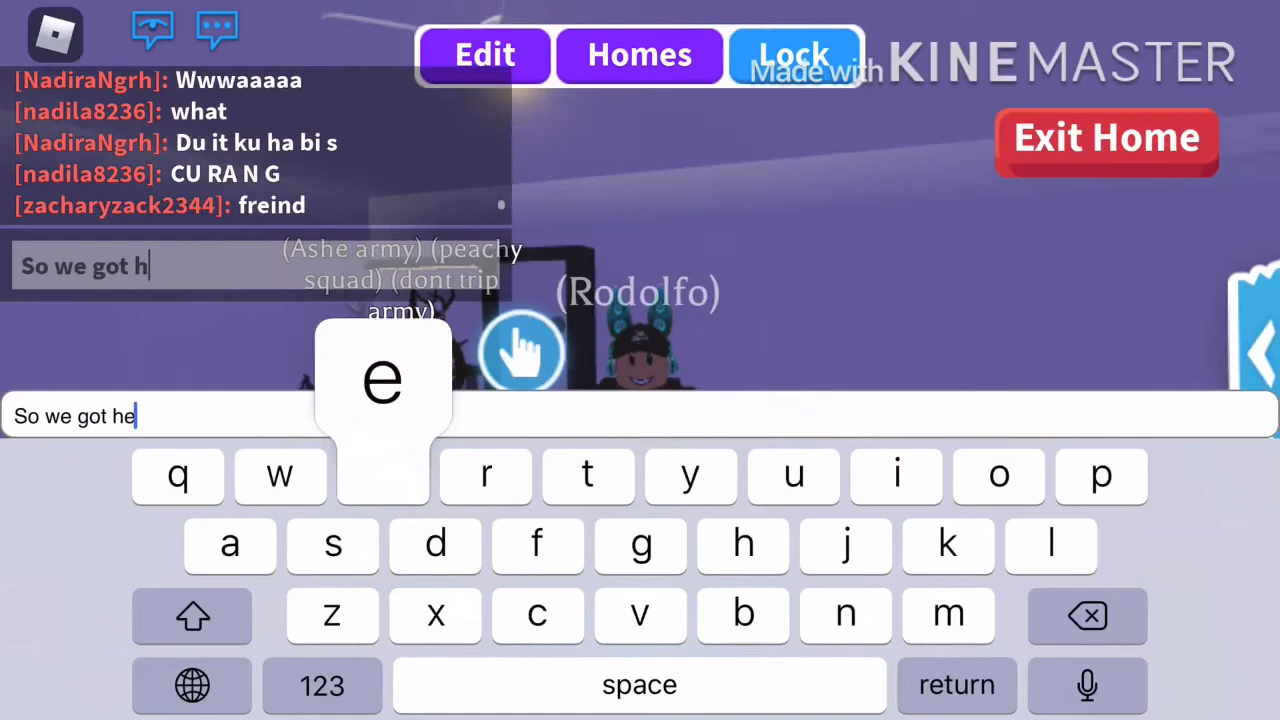 Edit Homes Lock
Made with KINEMASTER
[NadiraNgrh]: Wwwaaaaa
[nadila8236]: what
[NadiraNgrh]: Du it ku ha bi s
[nadila8236]: CU RA N G
[zacharyzack2344]: freind
Exit Home
So we got h
(Ashe army) (peachy
squad) (dont trip
army)
(Rodolfo)
e
So we got he
q w r t y u i o p
a s d f g h j k l
z x c v b n m
123 space return